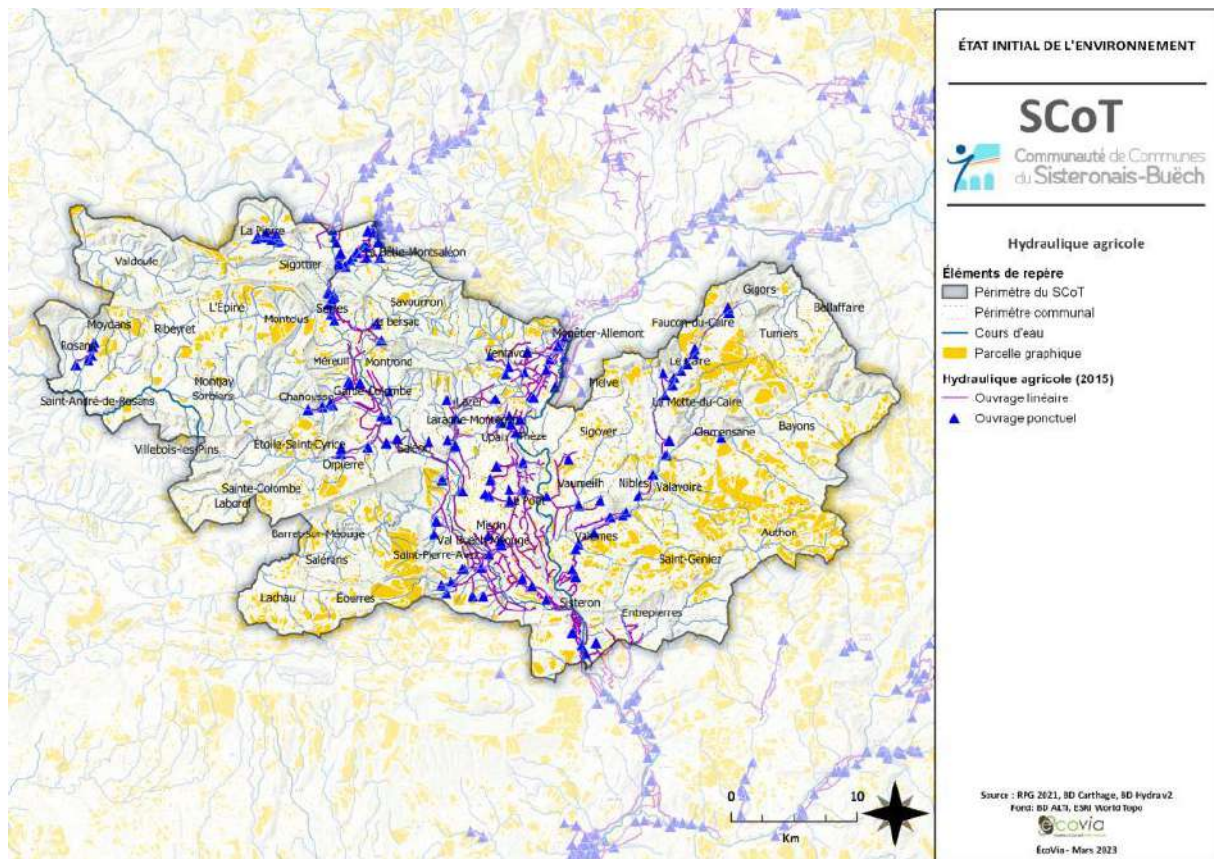 ÉTAT INITIAL DE L'ENVIRONNEMENT
SCoT
Communauté de Communes
du Sisteronais-Buëch
Hydraulique agricole
Éléments de repère
Périmètre du SCoT
Périmètre communal
Cours d'eau
Parcelle graphique
Hydraulique agricole (2015)
Ouvrage linéaire
Ouvrage ponctuel
La Pierre
Valdoule
Sigottier
La Bâtie-Montsaléon
Gigors
Bellaffaire
L'Épine
Serres
Savournon
Moydans
Ribeyret
Montclus
Le Bersac
Faucon-du-Caire
Turriers
Monêtier-Allemont
Rosans
Méreuil
Montrond
Ventavon
Le Caire
Melve
Montjay
Sorbiers
Garde-Colombe
Saint-André-de-Rosans
Chanousse
Lazer
La Motte-du-Caire
Laragne-Montéglin
Sigoyer
Clamensane
Bayons
Upaix
Thèze
Villebois-les-Pins
Étoile-Saint-Cyrice
Saléon
Orpierre
Sainte-Colombe
Vaumeilh
Nibles
Valavoire
Laborel
Le Poët
Mison
Barret-sur-Méouge
Val Buëch-Méouge
Valernes
Authon
Salérans
Saint-Pierre-Avez
Saint-Geniez
Lachau
Éourres
Sisteron
Entrepierres
0 10
Km
Source : RPG 2021, BD Carthage, BD Hydra v2
Fond: BD ALTI, ESRI World Topo
écovia
ÉcoVia - Mars 2023